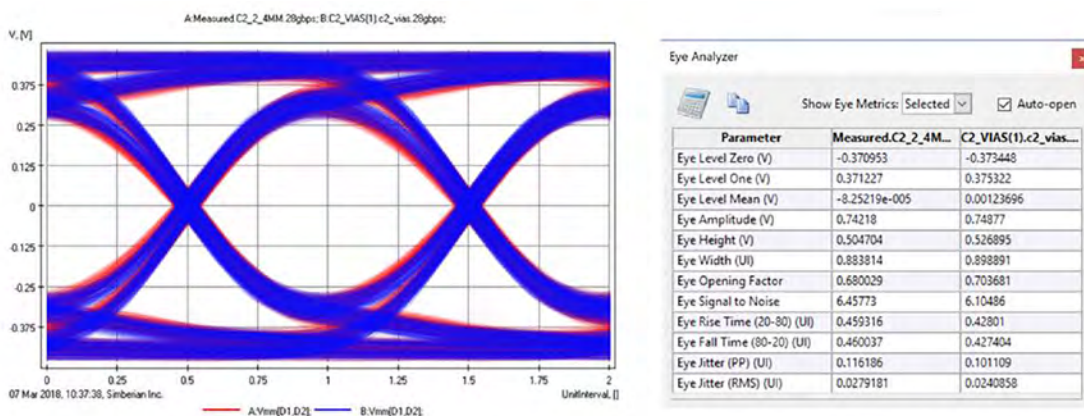 A:Measured.C2_2_4MM.28gbps; B:C2_VIAS(1).c2_vias.28gbps;
V, [V]
0.375
0.25
0.125
0
-0.125
-0.25
-0.375
0 0.25 0.5 0.75 1 1.25 1.5 1.75 2
07 Mar 2018, 10:37:38, Simberian Inc.
UnitInterval, []
A:Vmm[D1,D2]; B:Vmm[D1,D2];
Eye Analyzer
Show Eye Metrics: Selected Auto-open
Parameter Measured.C2_2_4M... C2_VIAS(1).c2_vias....
Eye Level Zero (V) -0.370953 -0.373448
Eye Level One (V) 0.371227 0.375322
Eye Level Mean (V) -8.25219e-005 0.00123696
Eye Amplitude (V) 0.74218 0.74877
Eye Height (V) 0.504704 0.526895
Eye Width (UI) 0.883814 0.898891
Eye Opening Factor 0.680029 0.703681
Eye Signal to Noise 6.45773 6.10486
Eye Rise Time (20-80) (UI) 0.459316 0.42801
Eye Fall Time (80-20) (UI) 0.460037 0.427404
Eye Jitter (PP) (UI) 0.116186 0.101109
Eye Jitter (RMS) (UI) 0.0279181 0.0240858